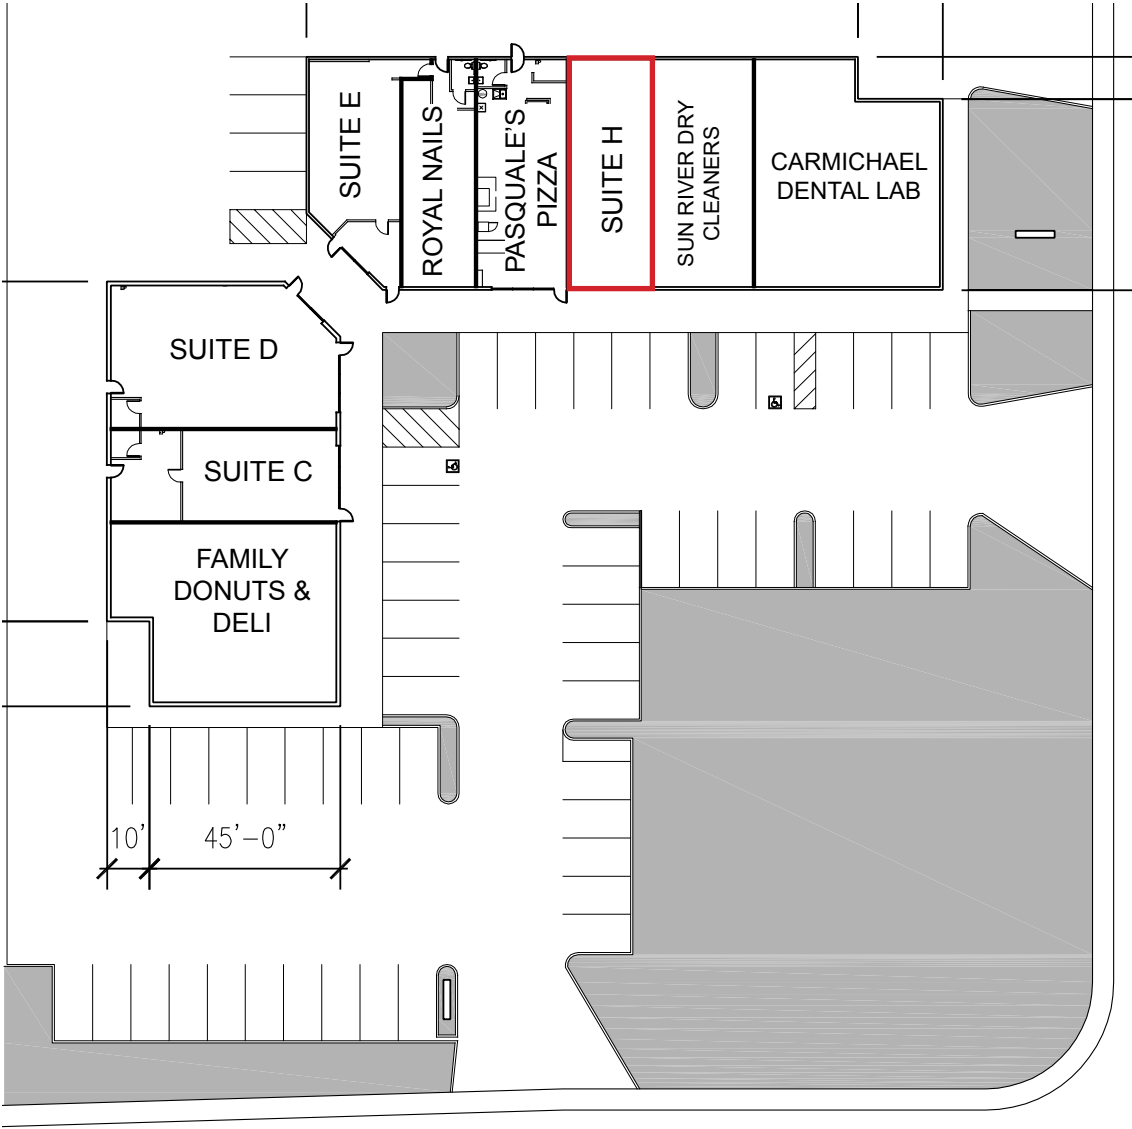 SUITE E
ROYAL NAILS
PASQUALE'S
PIZZA
SUITE H
SUN RIVER DRY
CLEANERS
CARMICHAEL
DENTAL LAB
SUITE D
SUITE C
FAMILY
DONUTS &
DELI
10'
45'-0"